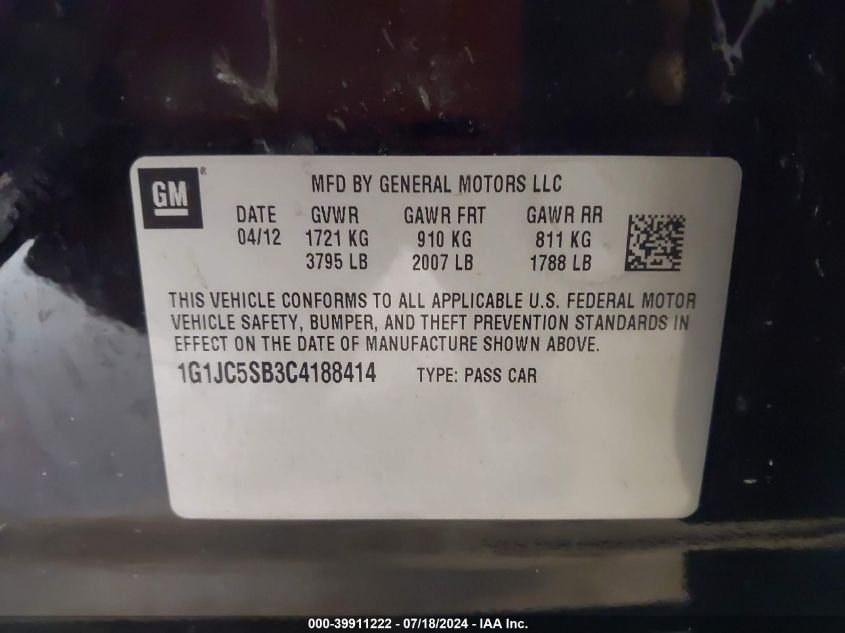 GM®
MFD BY GENERAL MOTORS LLC
DATE GVWR GAWR FRT GAWR RR
04/12 1721 KG 910 KG 811 KG
3795 LB 2007 LB 1788 LB
THIS VEHICLE CONFORMS TO ALL APPLICABLE U.S. FEDERAL MOTOR
VEHICLE SAFETY, BUMPER, AND THEFT PREVENTION STANDARDS IN
EFFECT ON THE DATE OF MANUFACTURE SHOWN ABOVE.
1G1JC5SB3C4188414 TYPE: PASS CAR
000-39911222 - 07/18/2024 - IAA Inc.